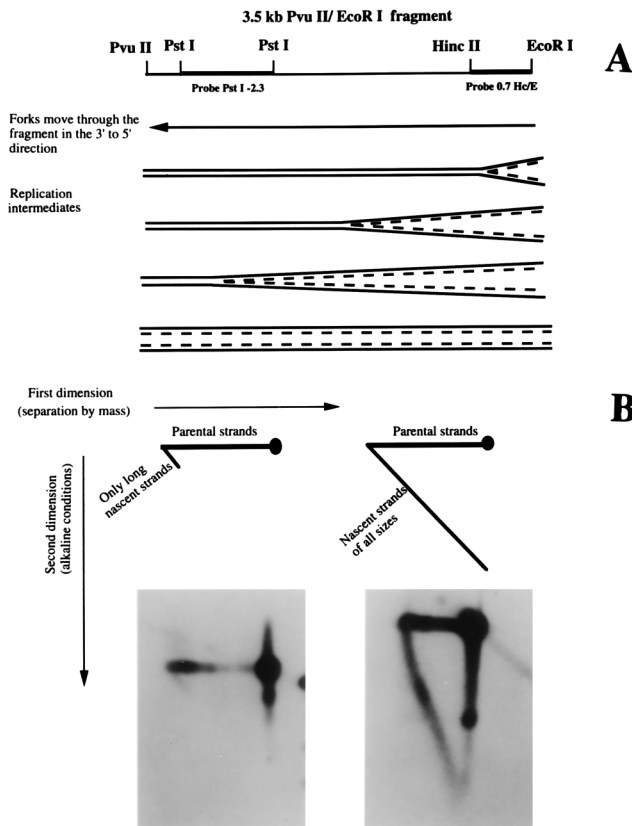 3.5 kb Pvu II/ EcoR I fragment
A
Pvu II Pst I Pst I Hinc II EcoR I
Probe Pst I -2.3 Probe 0.7 Hc/E
Forks move through the
fragment in the 3' to 5'
direction
Replication
intermediates
B
First dimension
(separation by mass)
Parental strands
Parental strands
Only long
nascent strands
Nascent strands
of all sizes
Second dimension
(alkaline conditions)